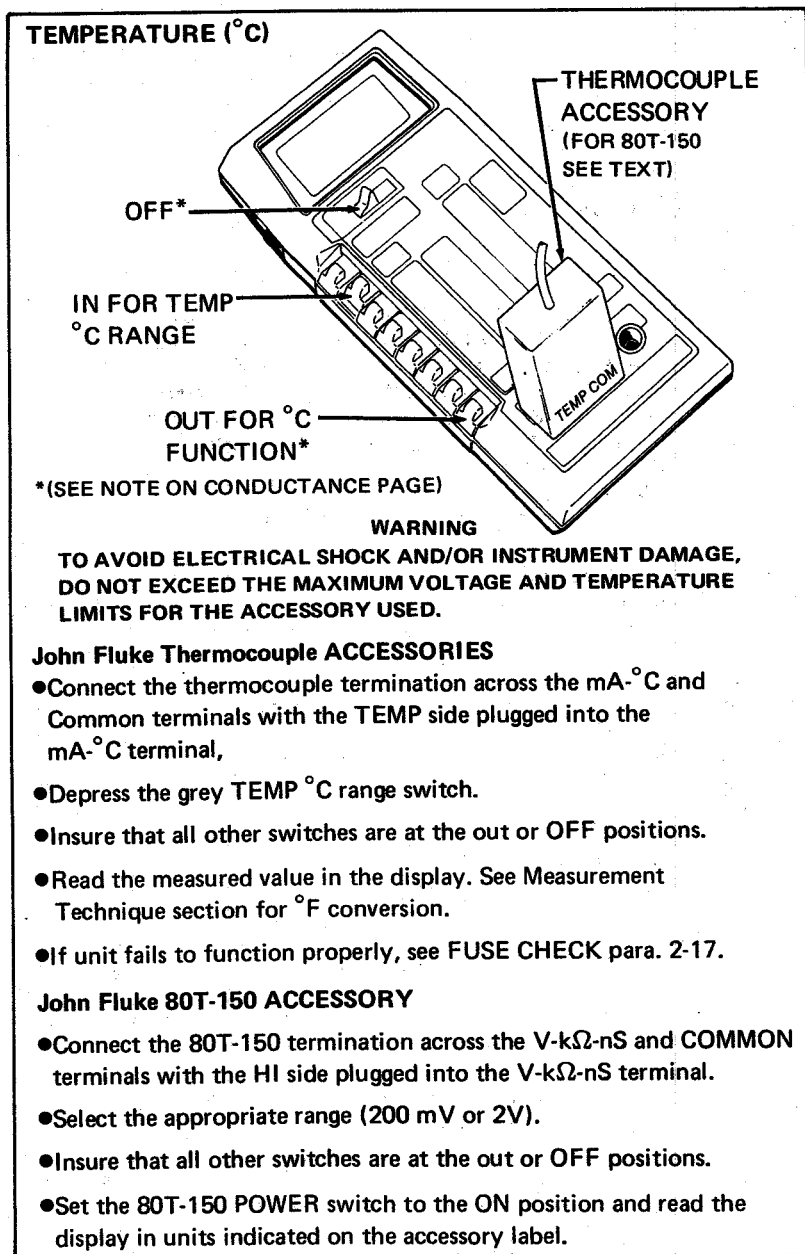 TEMPERATURE (°C)
THERMOCOUPLE
ACCESSORY
(FOR 80T-150
SEE TEXT)
OFF*
IN FOR TEMP
°C RANGE
TEMP COM
OUT FOR °C
FUNCTION*
*(SEE NOTE ON CONDUCTANCE PAGE)
WARNING
TO AVOID ELECTRICAL SHOCK AND/OR INSTRUMENT DAMAGE,
DO NOT EXCEED THE MAXIMUM VOLTAGE AND TEMPERATURE
LIMITS FOR THE ACCESSORY USED.
John Fluke Thermocouple ACCESSORIES
●Connect the thermocouple termination across the mA-°C and
Common terminals with the TEMP side plugged into the
mA-°C terminal,
●Depress the grey TEMP °C range switch.
●Insure that all other switches are at the out or OFF positions.
●Read the measured value in the display. See Measurement
Technique section for °F conversion.
●If unit fails to function properly, see FUSE CHECK para. 2-17.
John Fluke 80T-150 ACCESSORY
●Connect the 80T-150 termination across the V-kΩ-nS and COMMON
terminals with the HI side plugged into the V-kΩ-nS terminal.
●Select the appropriate range (200 mV or 2V).
●Insure that all other switches are at the out or OFF positions.
●Set the 80T-150 POWER switch to the ON position and read the
display in units indicated on the accessory label.